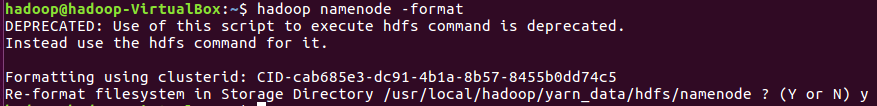 hadoop@hadoop-VirtualBox:~$ hadoop namenode -format
DEPRECATED: Use of this script to execute hdfs command is deprecated.
Instead use the hdfs command for it.
Formatting using clusterid: CID-cab685e3-dc91-4b1a-8b57-8455b0dd74c5
Re-format filesystem in Storage Directory /usr/local/hadoop/yarn_data/hdfs/namenode ? (Y or N) y